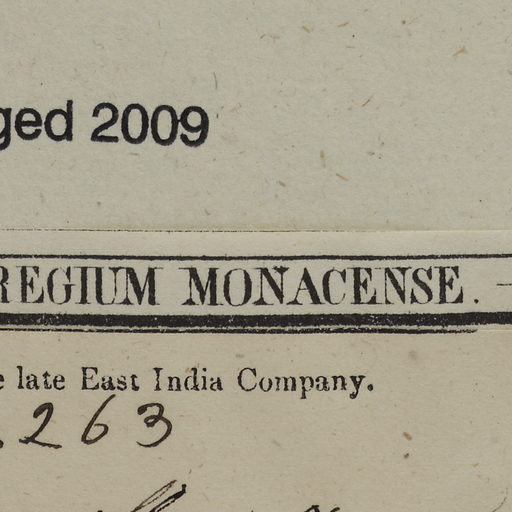 ged 2009
REGIUM MONACENSE. —
e late East India Company.
263